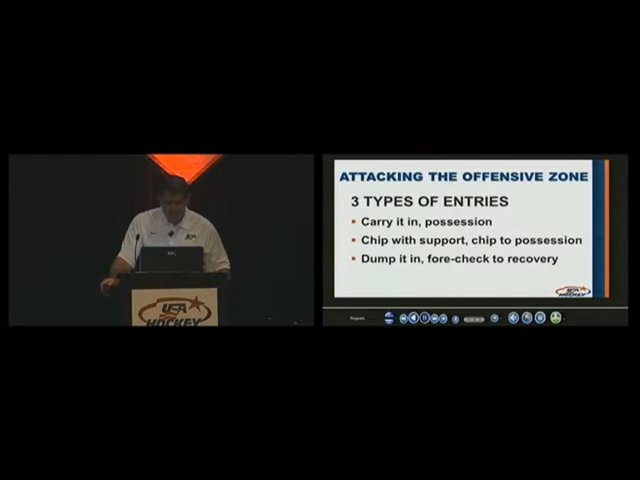 ATTACKING THE OFFENSIVE ZONE
3 TYPES OF ENTRIES
Carry it in, possession
Chip with support, chip to possession
Dump it in, fore-check to recovery
USA
HOCKEY